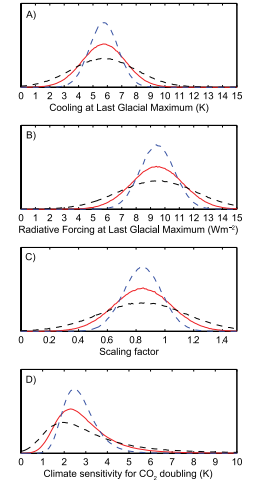 A)
0 1 2 3 4 5 6 7 8 9 10 11 12 13 14 15
Cooling at Last Glacial Maximum (K)
B)
0 1 2 3 4 5 6 7 8 9 10 11 12 13 14 15
Radiative Forcing at Last Glacial Maximum (Wm⁻²)
C)
0 0.2 0.4 0.6 0.8 1 1.2 1.4
Scaling factor
D)
0 1 2 3 4 5 6 7 8 9 10
Climate sensitivity for CO₂ doubling (K)